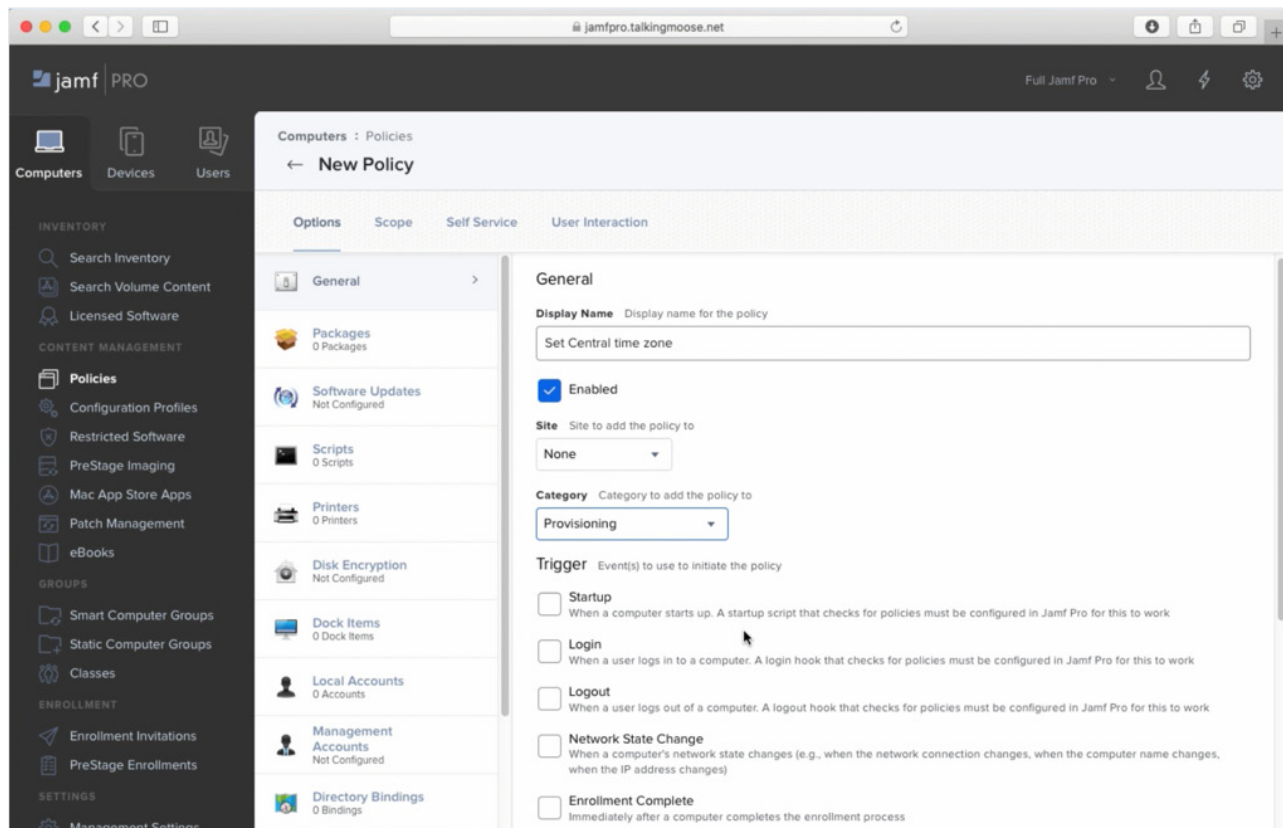 jamfpro.talkingmoose.net
jamf PRO
Full Jamf Pro
Computers
Devices
Users
INVENTORY
Search Inventory
Search Volume Content
Licensed Software
CONTENT MANAGEMENT
Policies
Configuration Profiles
Restricted Software
PreStage Imaging
Mac App Store Apps
Patch Management
eBooks
GROUPS
Smart Computer Groups
Static Computer Groups
Classes
ENROLLMENT
Enrollment Invitations
PreStage Enrollments
SETTINGS
Management Settings
Computers : Policies
← New Policy
Options
Scope
Self Service
User Interaction
General
Packages
0 Packages
Software Updates
Not Configured
Scripts
0 Scripts
Printers
0 Printers
Disk Encryption
Not Configured
Dock Items
0 Dock Items
Local Accounts
0 Accounts
Management
Accounts
Not Configured
Directory Bindings
0 Bindings
General
Display Name Display name for the policy
Set Central time zone
Enabled
Site Site to add the policy to
None
Category Category to add the policy to
Provisioning
Trigger Event(s) to use to initiate the policy
Startup
When a computer starts up. A startup script that checks for policies must be configured in Jamf Pro for this to work
Login
When a user logs in to a computer. A login hook that checks for policies must be configured in Jamf Pro for this to work
Logout
When a user logs out of a computer. A logout hook that checks for policies must be configured in Jamf Pro for this to work
Network State Change
When a computer's network state changes (e.g., when the network connection changes, when the computer name changes,
when the IP address changes)
Enrollment Complete
Immediately after a computer completes the enrollment process